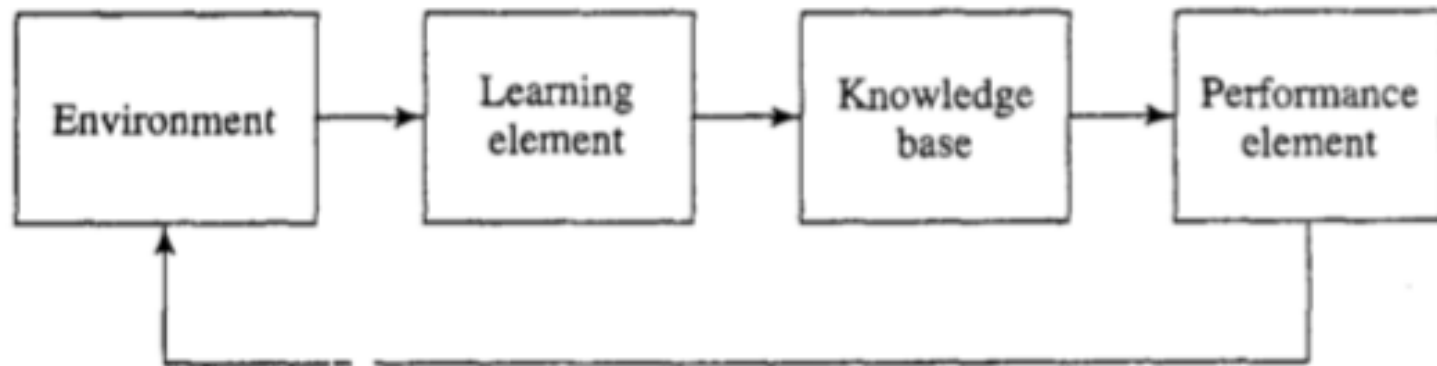 Environment
Learning
element
Knowledge
base
Performance
element